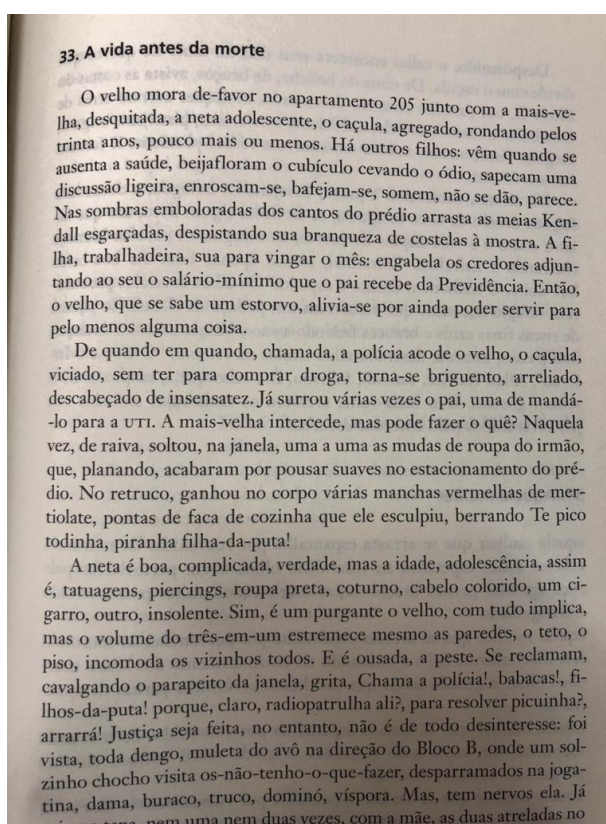 33. A vida antes da morte
O velho mora de-favor no apartamento 205 junto com a mais-ve-
lha, desquitada, a neta adolescente, o caçula, agregado, rondando pelos
trinta anos, pouco mais ou menos. Há outros filhos: vêm quando se
ausenta a saúde, beijafloram o cubículo cevando o ódio, sapecam uma
discussão ligeira, enroscam-se, bafejam-se, somem, não se dão, parece.
Nas sombras emboloradas dos cantos do prédio arrasta as meias Ken-
dall esgarçadas, despistando sua branqueza de costelas à mostra. A fi-
lha, trabalhadeira, sua para vingar o mês: engabela os credores adjun-
tando ao seu o salário-mínimo que o pai recebe da Previdência. Então,
o velho, que se sabe um estorvo, alivia-se por ainda poder servir para
pelo menos alguma coisa.
De quando em quando, chamada, a polícia acode o velho, o caçula,
viciado, sem ter para comprar droga, torna-se briguento, arreliado,
descabeçado de insensatez. Já surrou várias vezes o pai, uma de mandá-
-lo para a UTI. A mais-velha intercede, mas pode fazer o quê? Naquela
vez, de raiva, soltou, na janela, uma a uma as mudas de roupa do irmão,
que, planando, acabaram por pousar suaves no estacionamento do pré-
dio. No retruco, ganhou no corpo várias manchas vermelhas de mer-
tiolate, pontas de faca de cozinha que ele esculpiu, berrando Te pico
todinha, piranha filha-da-puta!
A neta é boa, complicada, verdade, mas a idade, adolescência, assim
é, tatuagens, piercings, roupa preta, coturno, cabelo colorido, um ci-
garro, outro, insolente. Sim, é um purgante o velho, com tudo implica,
mas o volume do três-em-um estremece mesmo as paredes, o teto, o
piso, incomoda os vizinhos todos. E é ousada, a peste. Se reclamam,
cavalgando o parapeito da janela, grita, Chama a polícia!, babacas!, fi-
lhos-da-puta! porque, claro, radiopatrulha ali?, para resolver picuinha?,
arrarrá! Justiça seja feita, no entanto, não é de todo desinteresse: foi
vista, toda dengo, muleta do avô na direção do Bloco B, onde um sol-
zinho chocho visita os-não-tenho-o-que-fazer, desparramados na joga-
tina, dama, buraco, truco, dominó, víspora. Mas, tem nervos ela. Já
nem uma nem duas vezes, com a mãe, as duas atreladas no